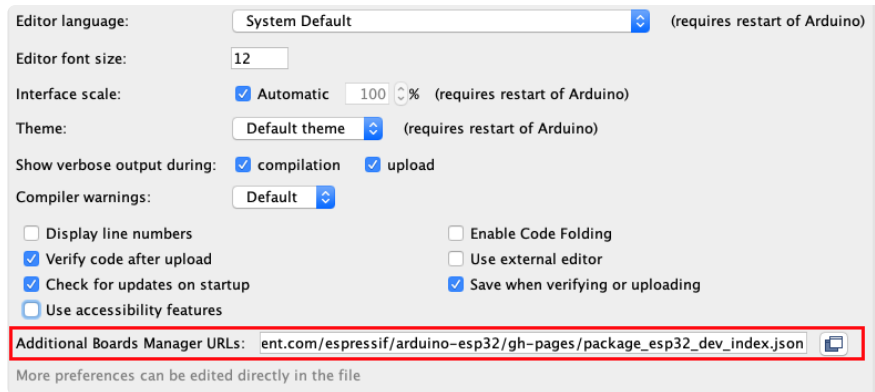 Editor language: System Default (requires restart of Arduino)
Editor font size: 12
Interface scale: Automatic 100 % (requires restart of Arduino)
Theme: Default theme (requires restart of Arduino)
Show verbose output during: compilation upload
Compiler warnings: Default
Display line numbers Enable Code Folding
Verify code after upload Use external editor
Check for updates on startup Save when verifying or uploading
Use accessibility features
Additional Boards Manager URLs: ent.com/espressif/arduino-esp32/gh-pages/package_esp32_dev_index.json
More preferences can be edited directly in the file